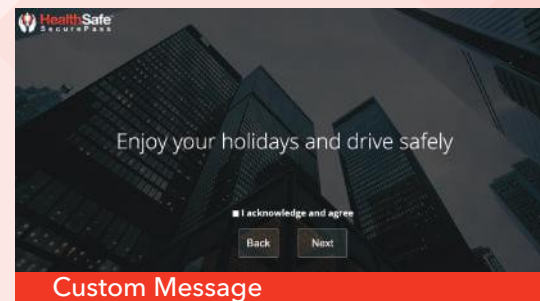 HealthSafe
SecurePass
Enjoy your holidays and drive safely
I acknowledge and agree
Back Next
Custom Message